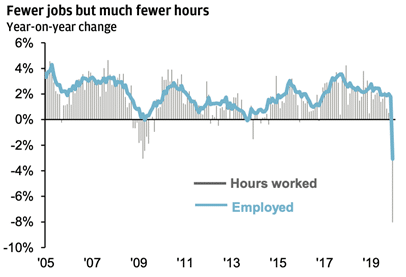 Fewer jobs but much fewer hours
Year-on-year change
6%
4%
2%
0%
-2%
-4%
-6%
-8%
-10%
Hours worked
Employed
'05 '07 '09 '11 '13 '15 '17 '19